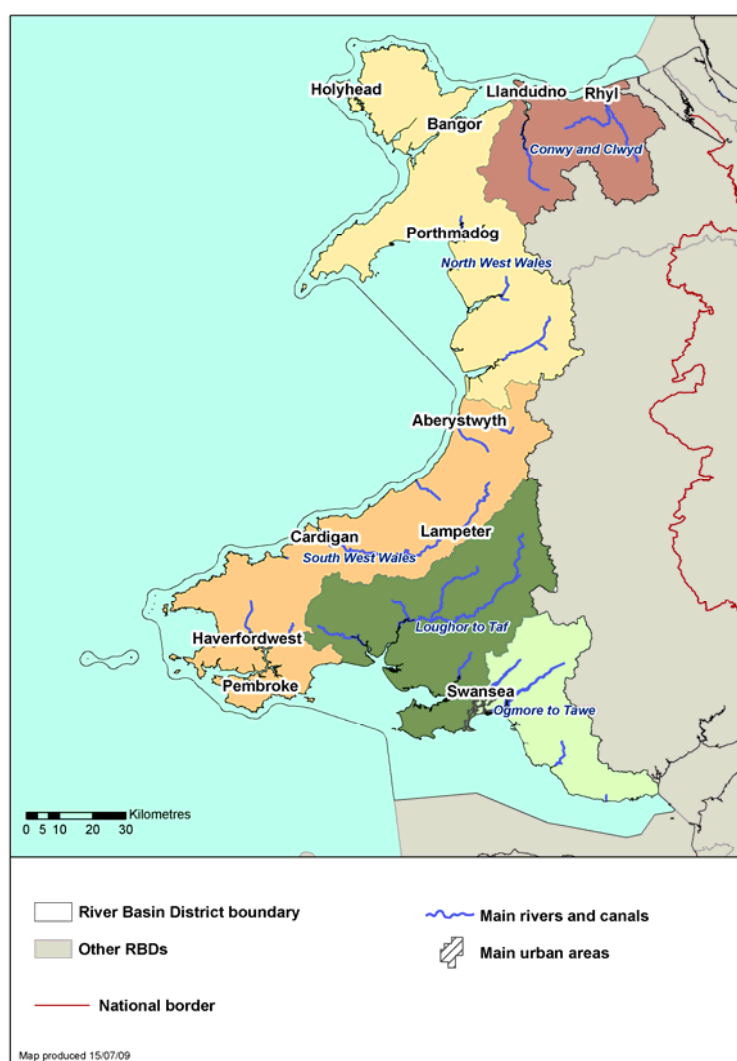 Holyhead
Llandudno
Rhyl
Bangor
Conwy and Clwyd
Porthmadog
North West Wales
Aberystwyth
Cardigan
Lampeter
South West Wales
Haverfordwest
Loughor to Taf
Pembroke
Swansea
Ogmore to Tawe
Kilometres
0 5 10 20 30
River Basin District boundary
Main rivers and canals
Other RBDs
Main urban areas
National border
Map produced 15/07/09